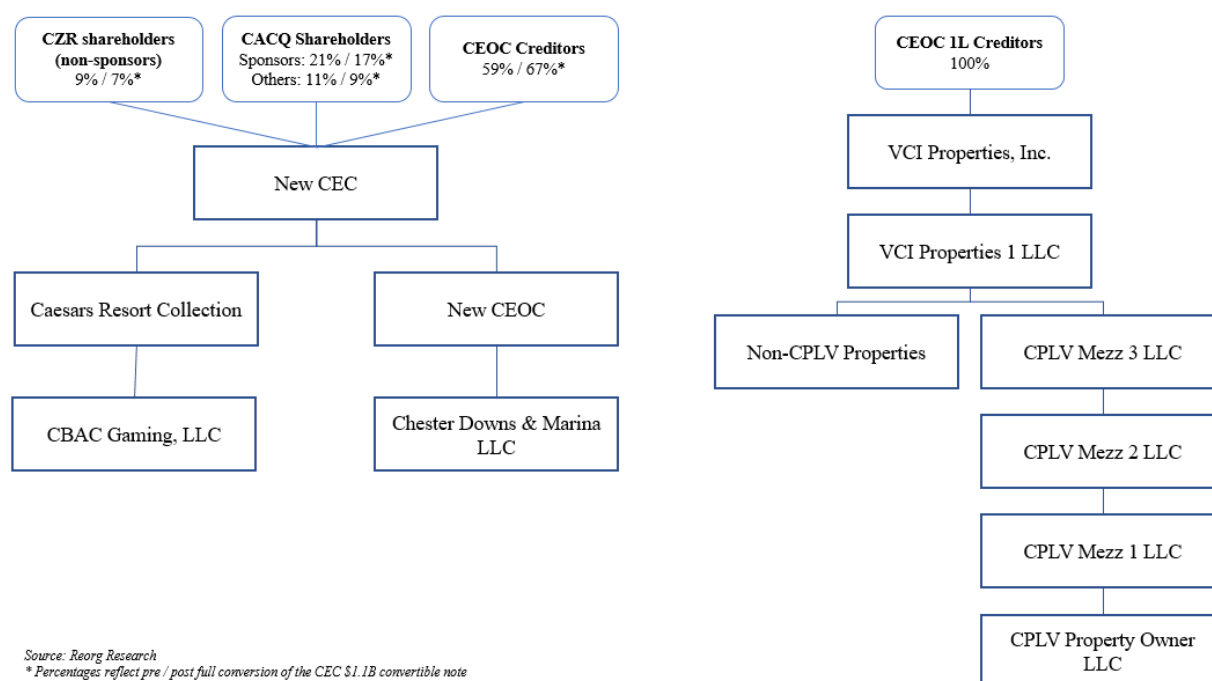 CZR shareholders
(non-sponsors)
9% / 7%*
CACQ Shareholders
Sponsors: 21% / 17%*
Others: 11% / 9%*
CEOC Creditors
59% / 67%*
New CEC
Caesars Resort Collection
New CEOC
CBAC Gaming, LLC
Chester Downs & Marina
LLC
CEOC 1L Creditors
100%
VCI Properties, Inc.
VCI Properties 1 LLC
Non-CPLV Properties
CPLV Mezz 3 LLC
CPLV Mezz 2 LLC
CPLV Mezz 1 LLC
CPLV Property Owner
LLC
Source: Reorg Research
* Percentages reflect pre / post full conversion of the CEC $1.1B convertible note